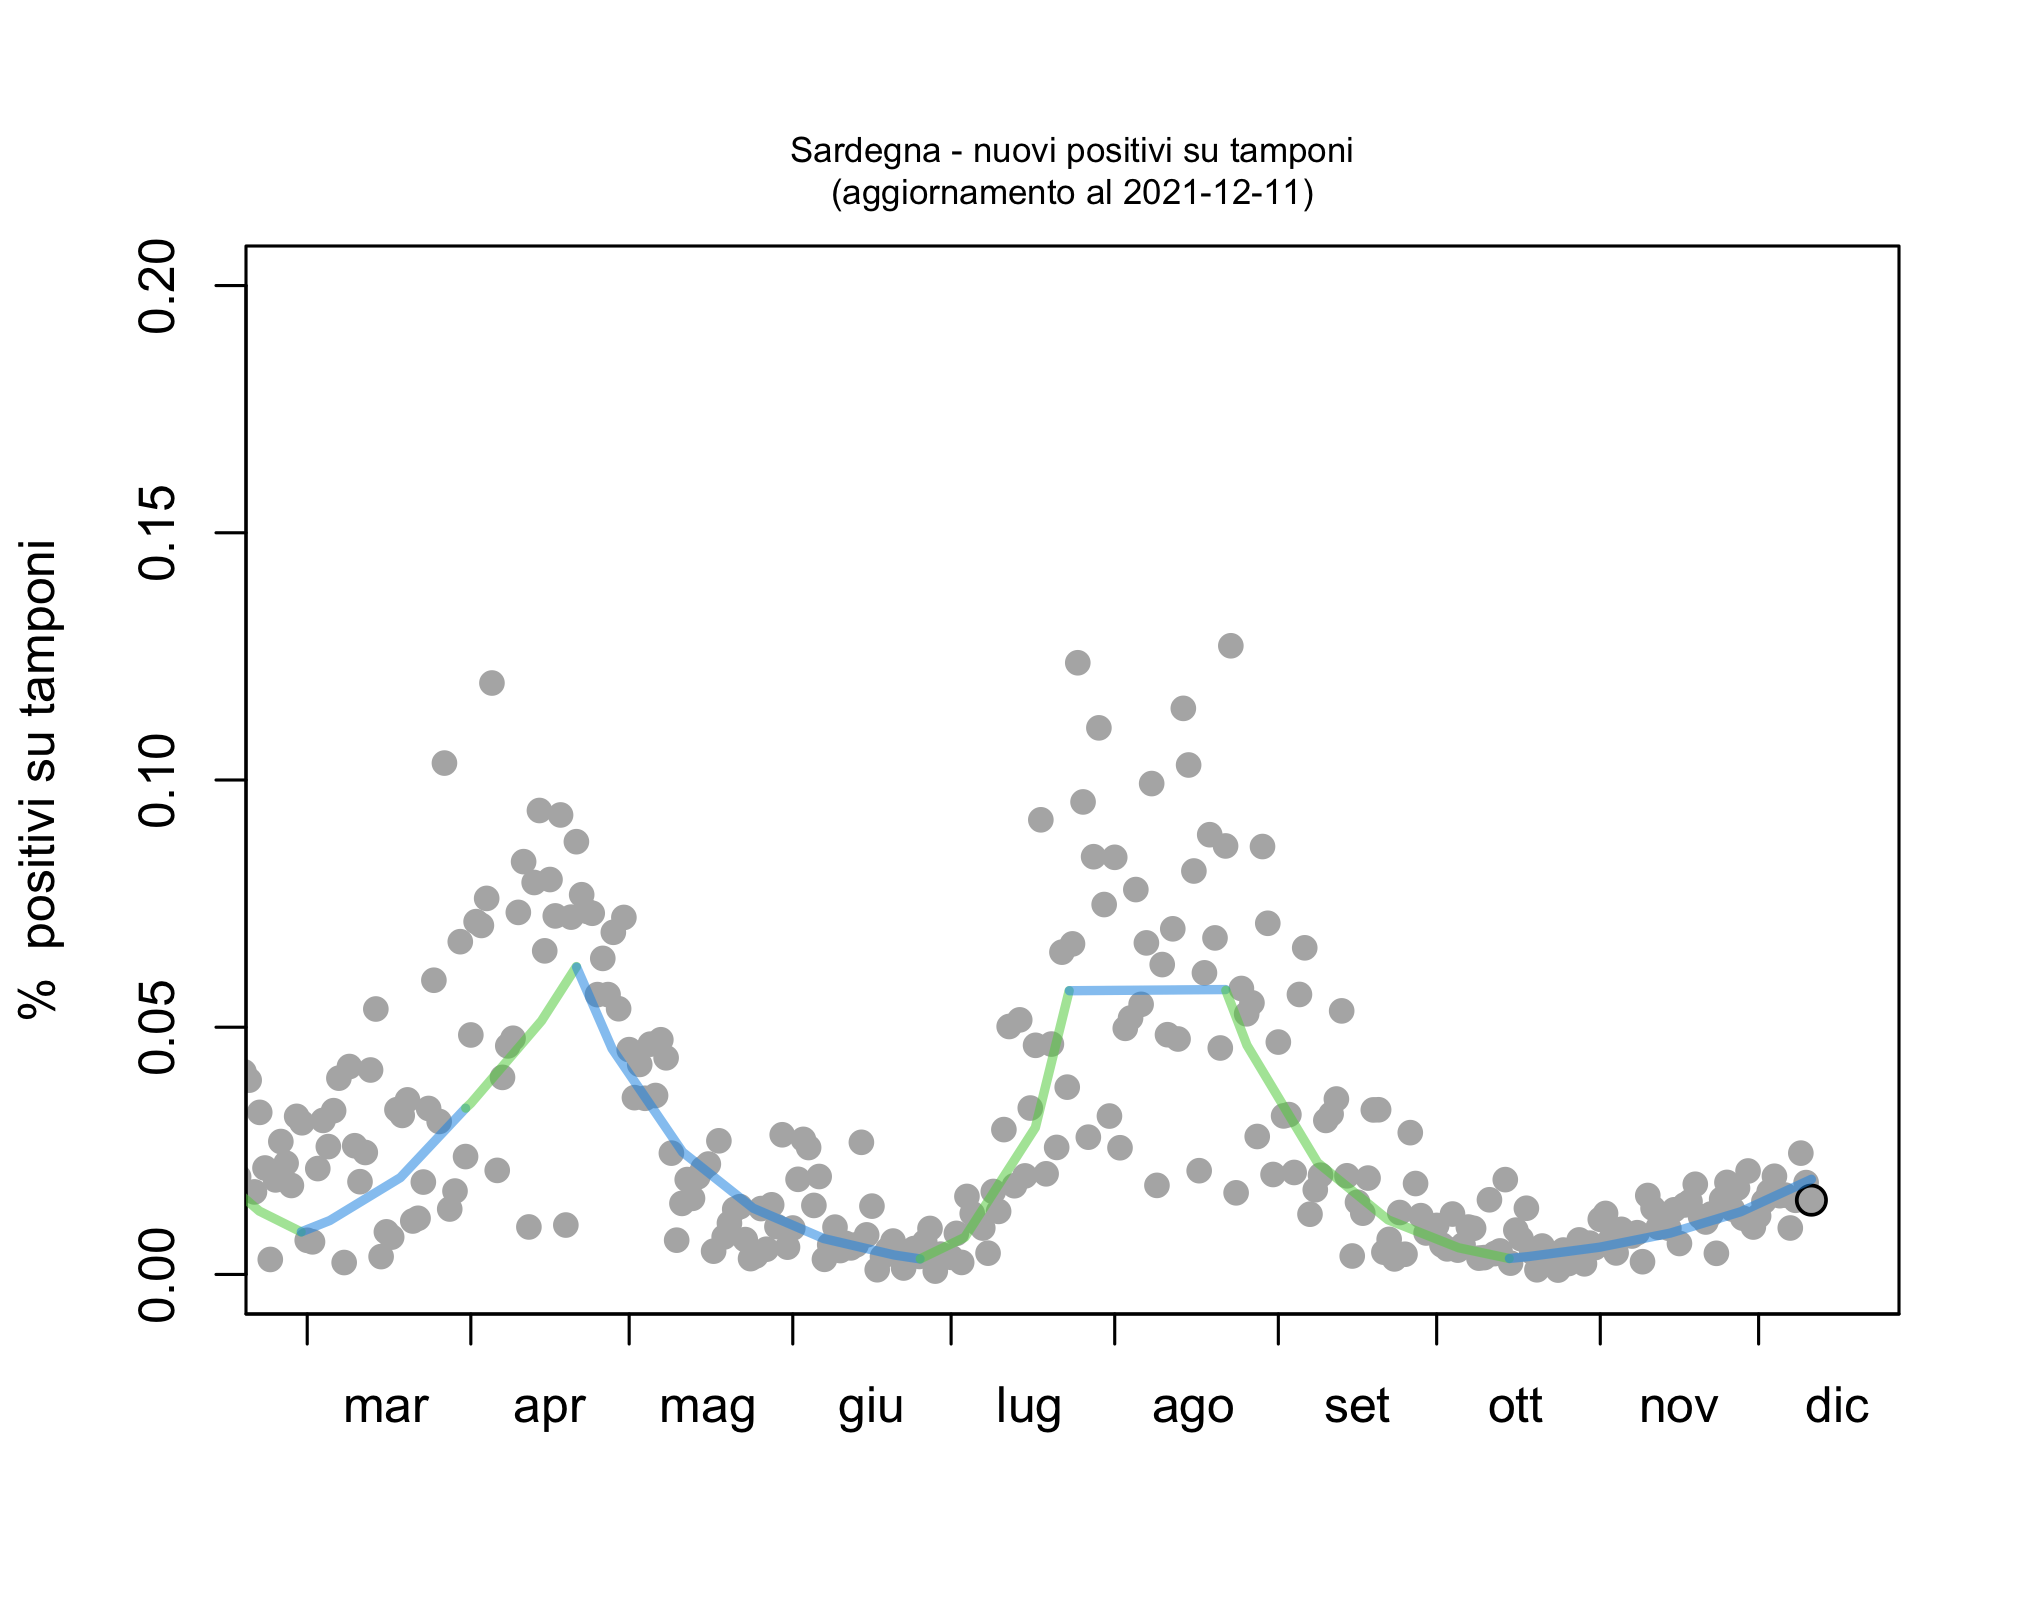 Sardegna - nuovi positivi su tamponi
(aggiornamento al 2021-12-11)
% positivi su tamponi
0.20
0.15
0.10
0.05
0.00
mar apr mag giu lug ago set ott nov dic